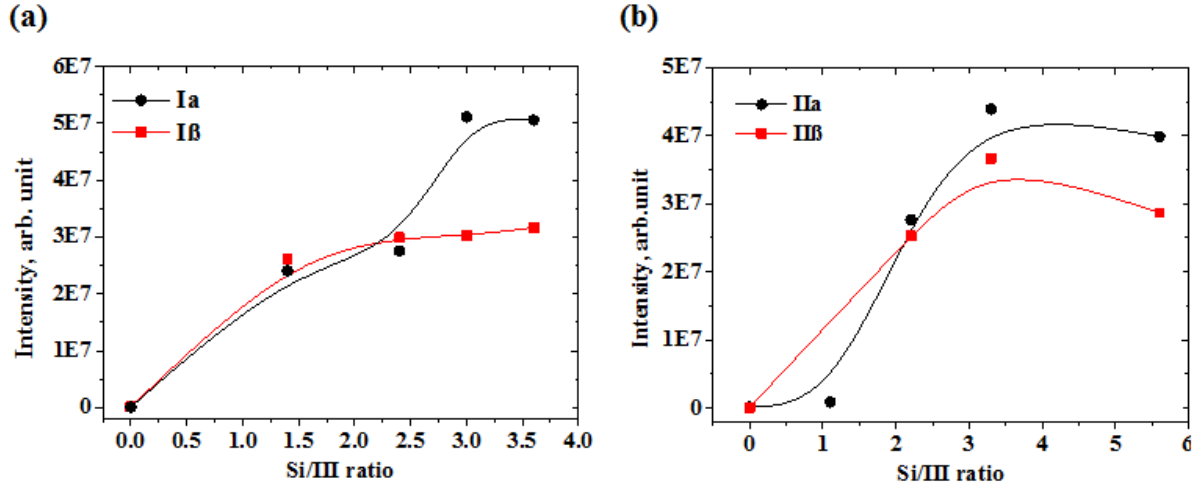 (a)
Intensity, arb. unit
6E7
5E7
4E7
3E7
2E7
1E7
0
Ia
Iß
0.0 0.5 1.0 1.5 2.0 2.5 3.0 3.5 4.0
Si/III ratio
(b)
Intensity, arb.unit
5E7
4E7
3E7
2E7
1E7
0
IIa
IIß
0 1 2 3 4 5 6
Si/III ratio